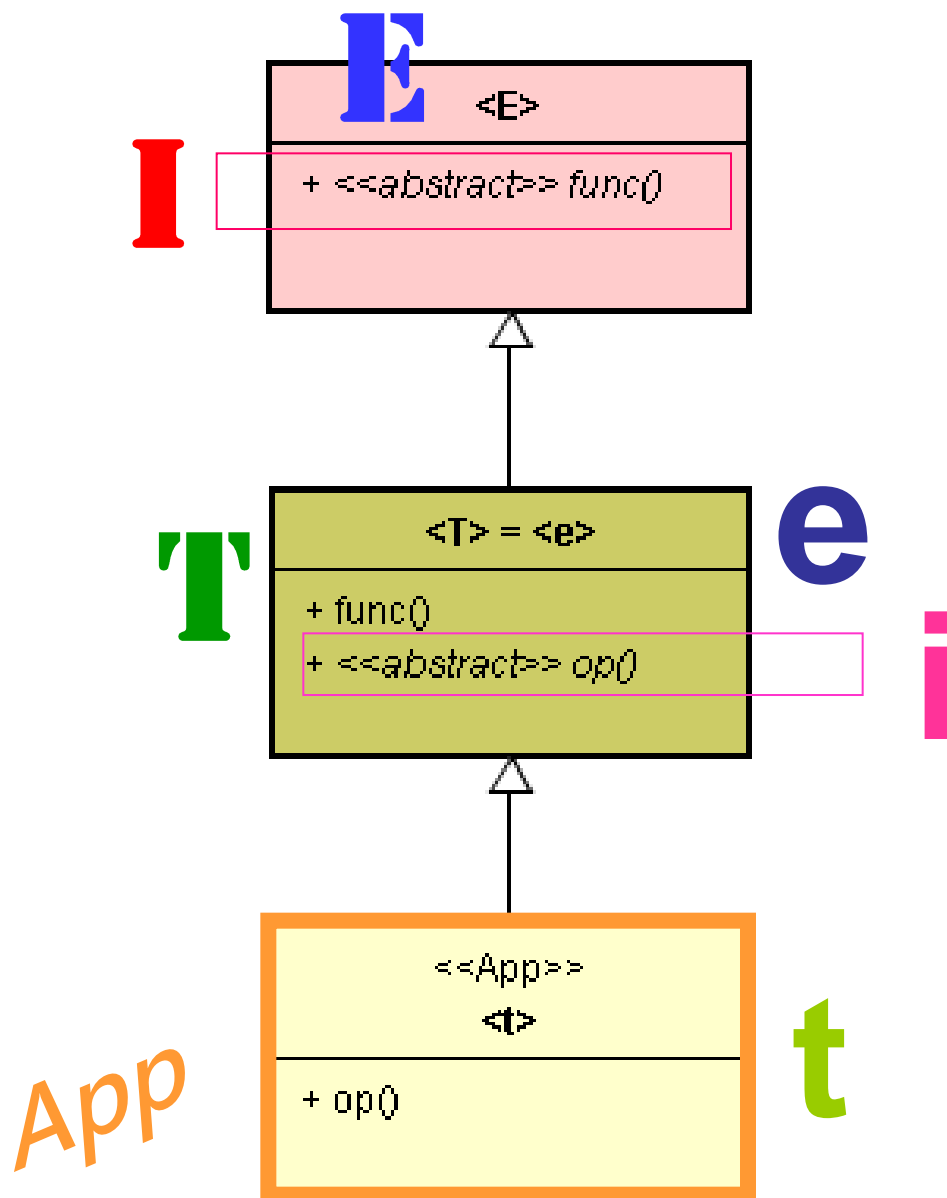 E
<E>
I
+ <<abstract>> func()
<T> = <e>
e
T
+ func()
+ <<abstract>> op()
i
<<App>>
<t>
t
App
+ op()